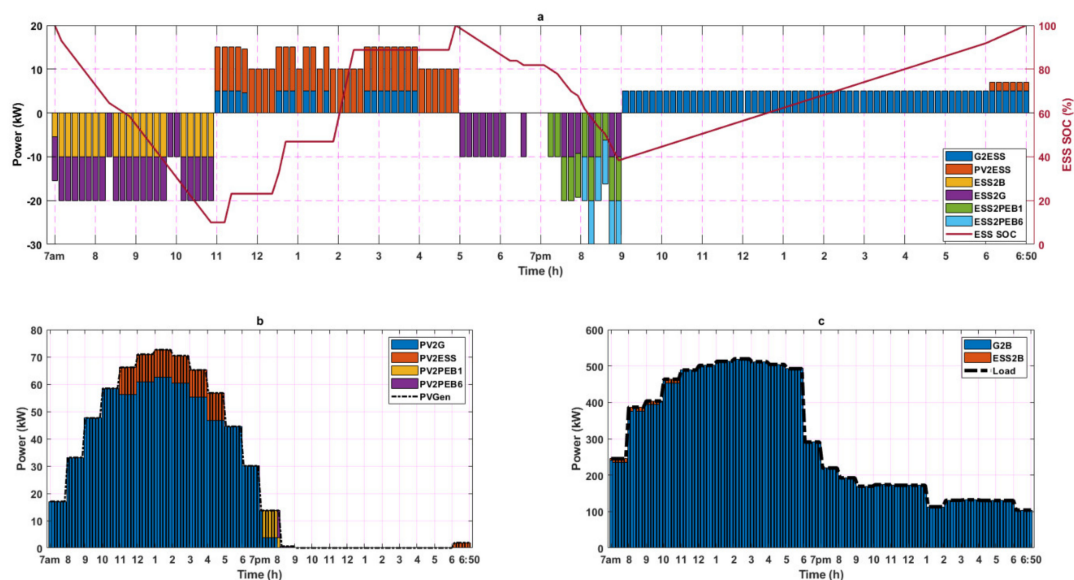 a
20
10
0
-10
-20
-30
Power (kW)
100
80
60
40
20
0
ESS SOC (%)
G2ESS
PV2ESS
ESS2B
ESS2G
ESS2PEB1
ESS2PEB6
ESS SOC
7am 8 9 10 11 12 1 2 3 4 5 6 7pm 8 9 10 11 12 1 2 3 4 5 6 6:50
Time (h)
b
80
70
60
50
40
30
20
10
0
Power (kW)
PV2G
PV2ESS
PV2PEB1
PV2PEB6
PVGen
7am 8 9 10 11 12 1 2 3 4 5 6 7pm 8 9 10 11 12 1 2 3 4 5 6 6:50
Time (h)
c
600
500
400
300
200
100
0
Power (kW)
G2B
ESS2B
Load
7am 8 9 10 11 12 1 2 3 4 5 6 7pm 8 9 10 11 12 1 2 3 4 5 6 6:50
Time (h)